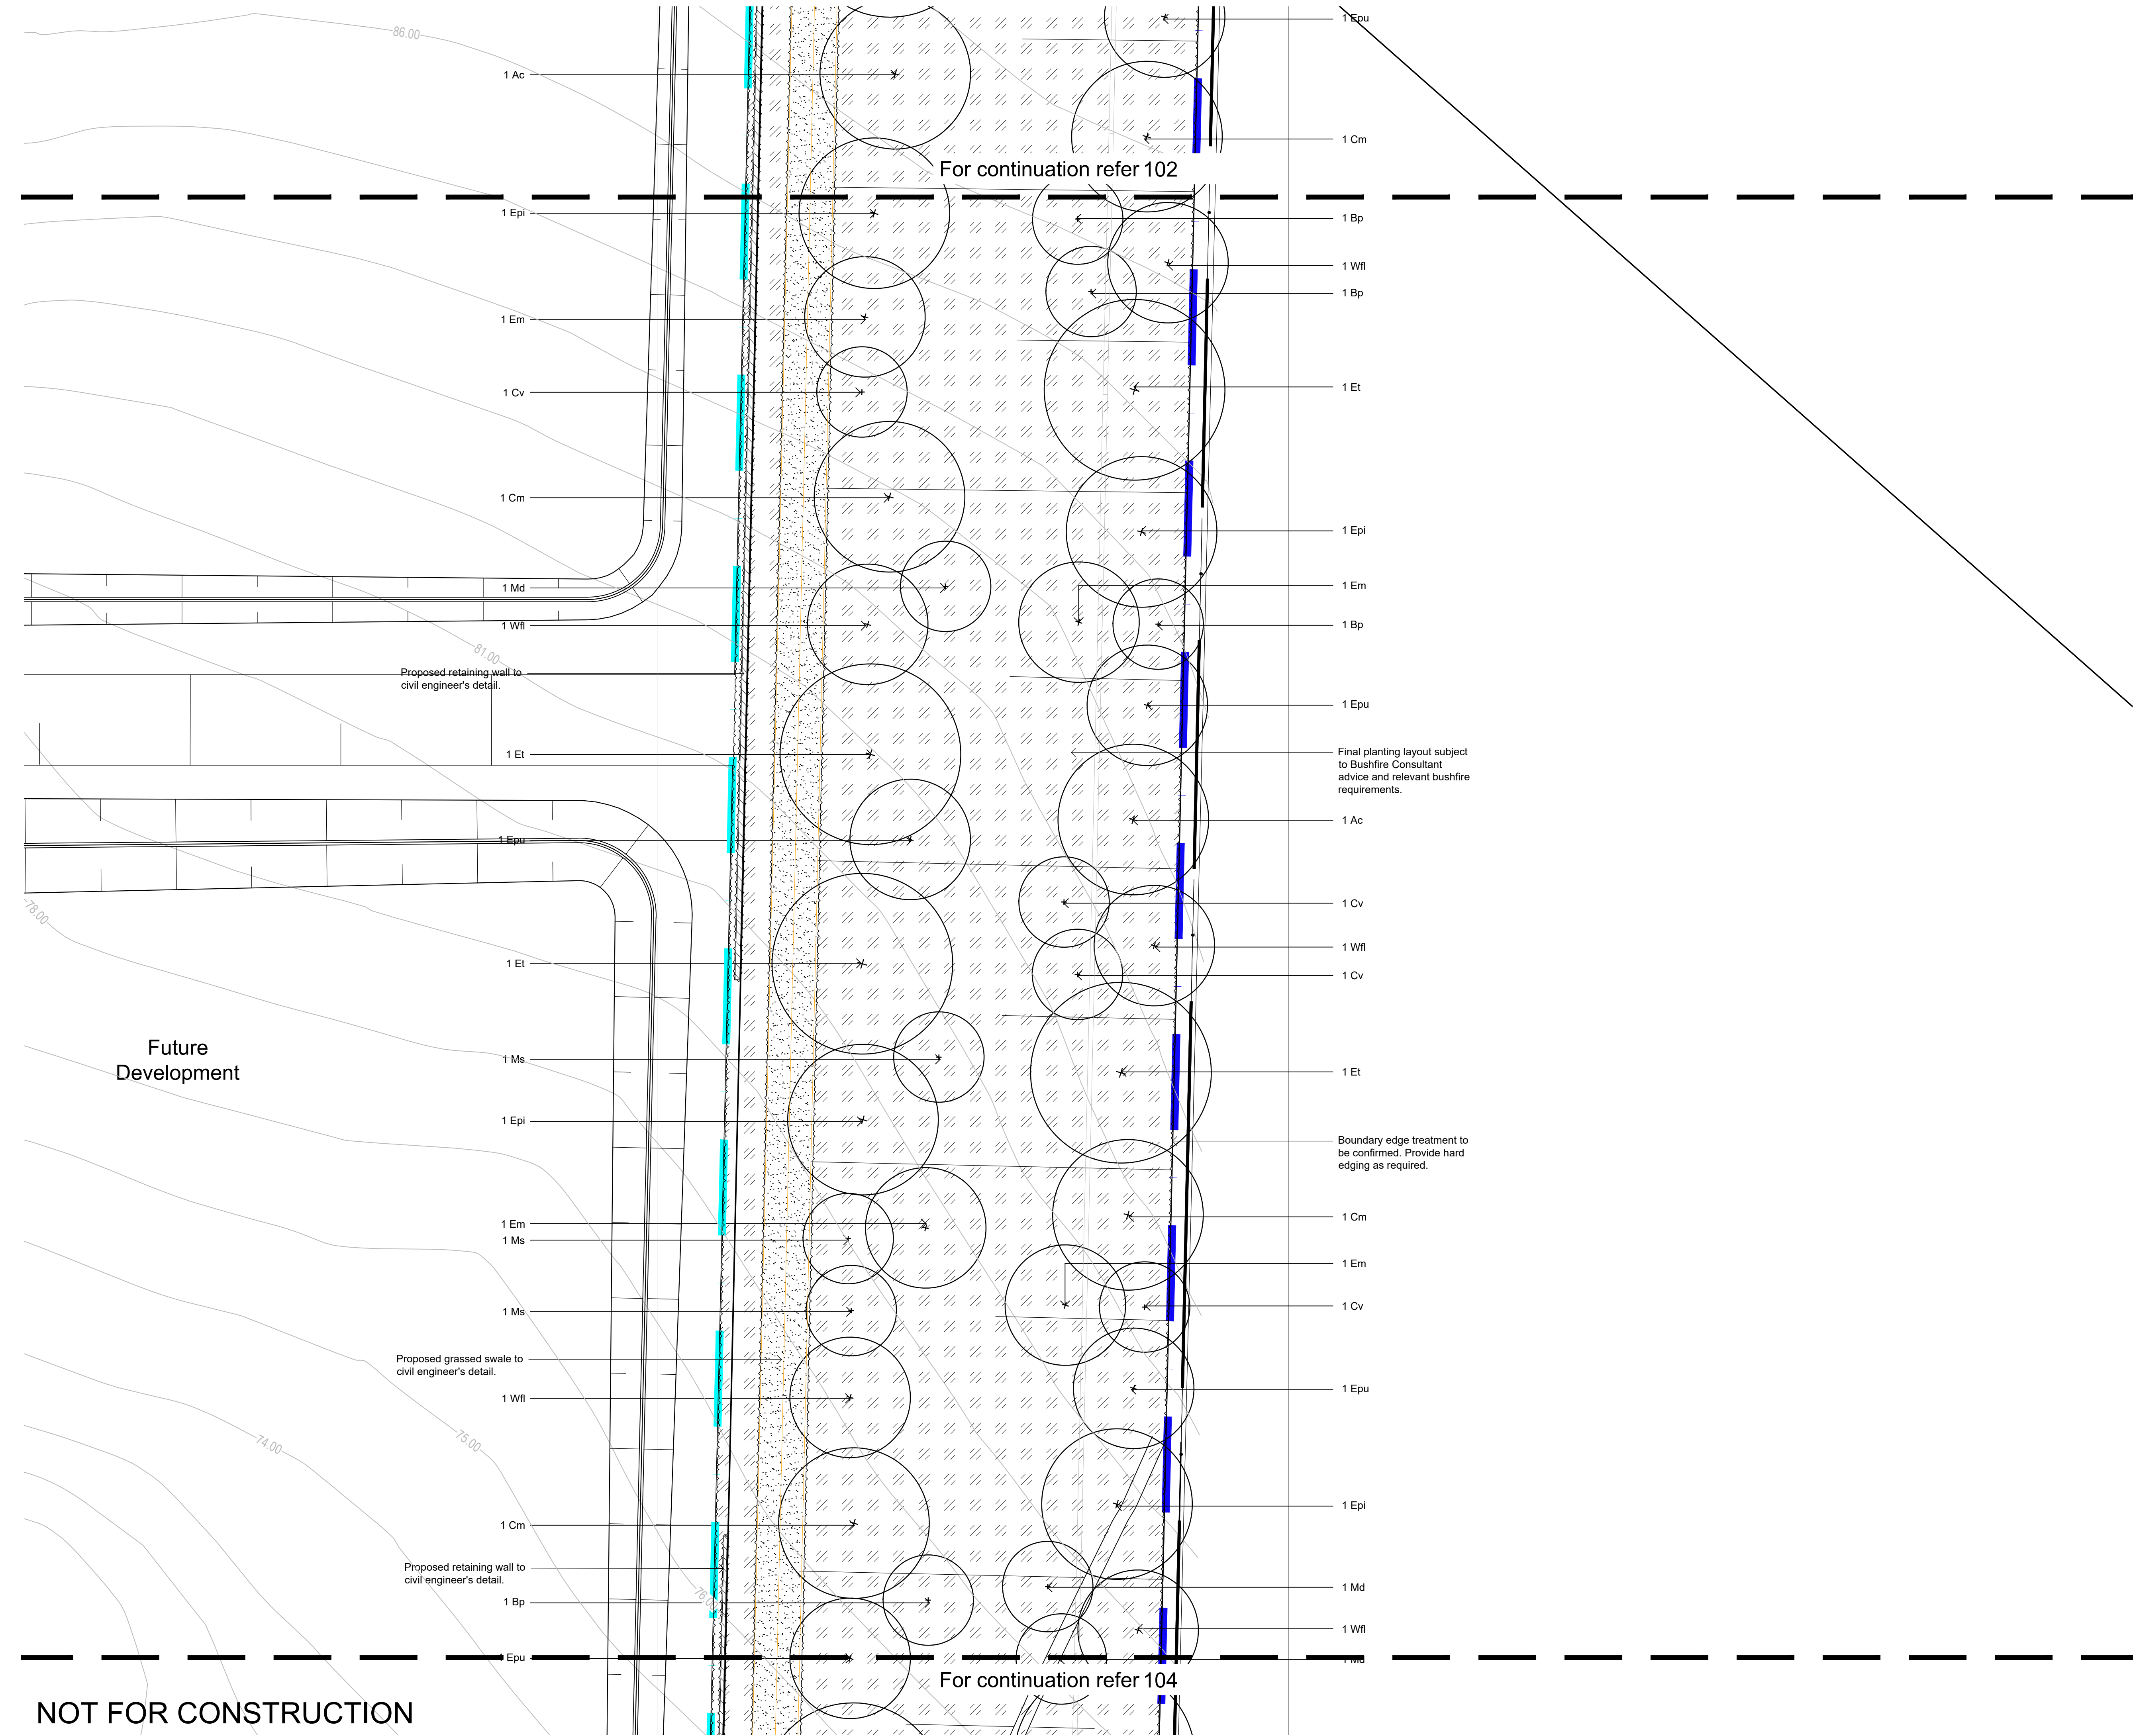 86.00
1 Epu
1 Ac
1 Cm
For continuation refer 102
1 Epi
1 Bp
1 Wfl
1 Bp
1 Em
1 Et
1 Cv
1 Cm
1 Epi
1 Md
1 Em
1 Wfl
1 Bp
81.00
Proposed retaining wall to
civil engineer's detail.
1 Epu
1 Et
Final planting layout subject
to Bushfire Consultant
advice and relevant bushfire
requirements.
1 Epu
1 Ac
78.00
1 Cv
1 Wfl
1 Et
1 Cv
Future
Development
1 Ms
1 Et
1 Epi
Boundary edge treatment to
be confirmed. Provide hard
edging as required.
1 Em
1 Cm
1 Ms
1 Em
1 Ms
1 Cv
Proposed grassed swale to
civil engineer's detail.
1 Wfl
1 Epu
74.00
75.00
1 Cm
1 Epi
Proposed retaining wall to
civil engineer's detail.
1 Md
76.00
1 Bp
1 Wfl
1 Epu
1 Md
For continuation refer 104
NOT FOR CONSTRUCTION